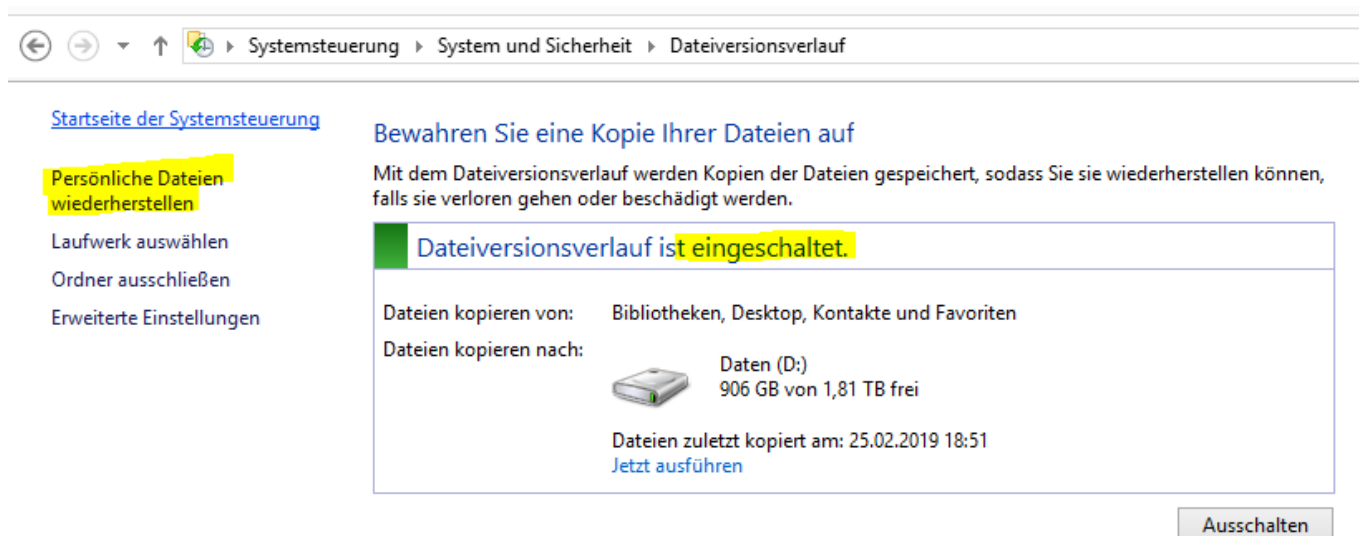 Systemsteuerung ▸ System und Sicherheit ▸ Dateiversionsverlauf
Startseite der Systemsteuerung
Persönliche Dateien
wiederherstellen
Laufwerk auswählen
Ordner ausschließen
Erweiterte Einstellungen
Bewahren Sie eine Kopie Ihrer Dateien auf
Mit dem Dateiversionsverlauf werden Kopien der Dateien gespeichert, sodass Sie sie wiederherstellen können,
falls sie verloren gehen oder beschädigt werden.
Dateiversionsverlauf ist eingeschaltet.
Dateien kopieren von: Bibliotheken, Desktop, Kontakte und Favoriten
Dateien kopieren nach:
Daten (D:)
906 GB von 1,81 TB frei
Dateien zuletzt kopiert am: 25.02.2019 18:51
Jetzt ausführen
Ausschalten